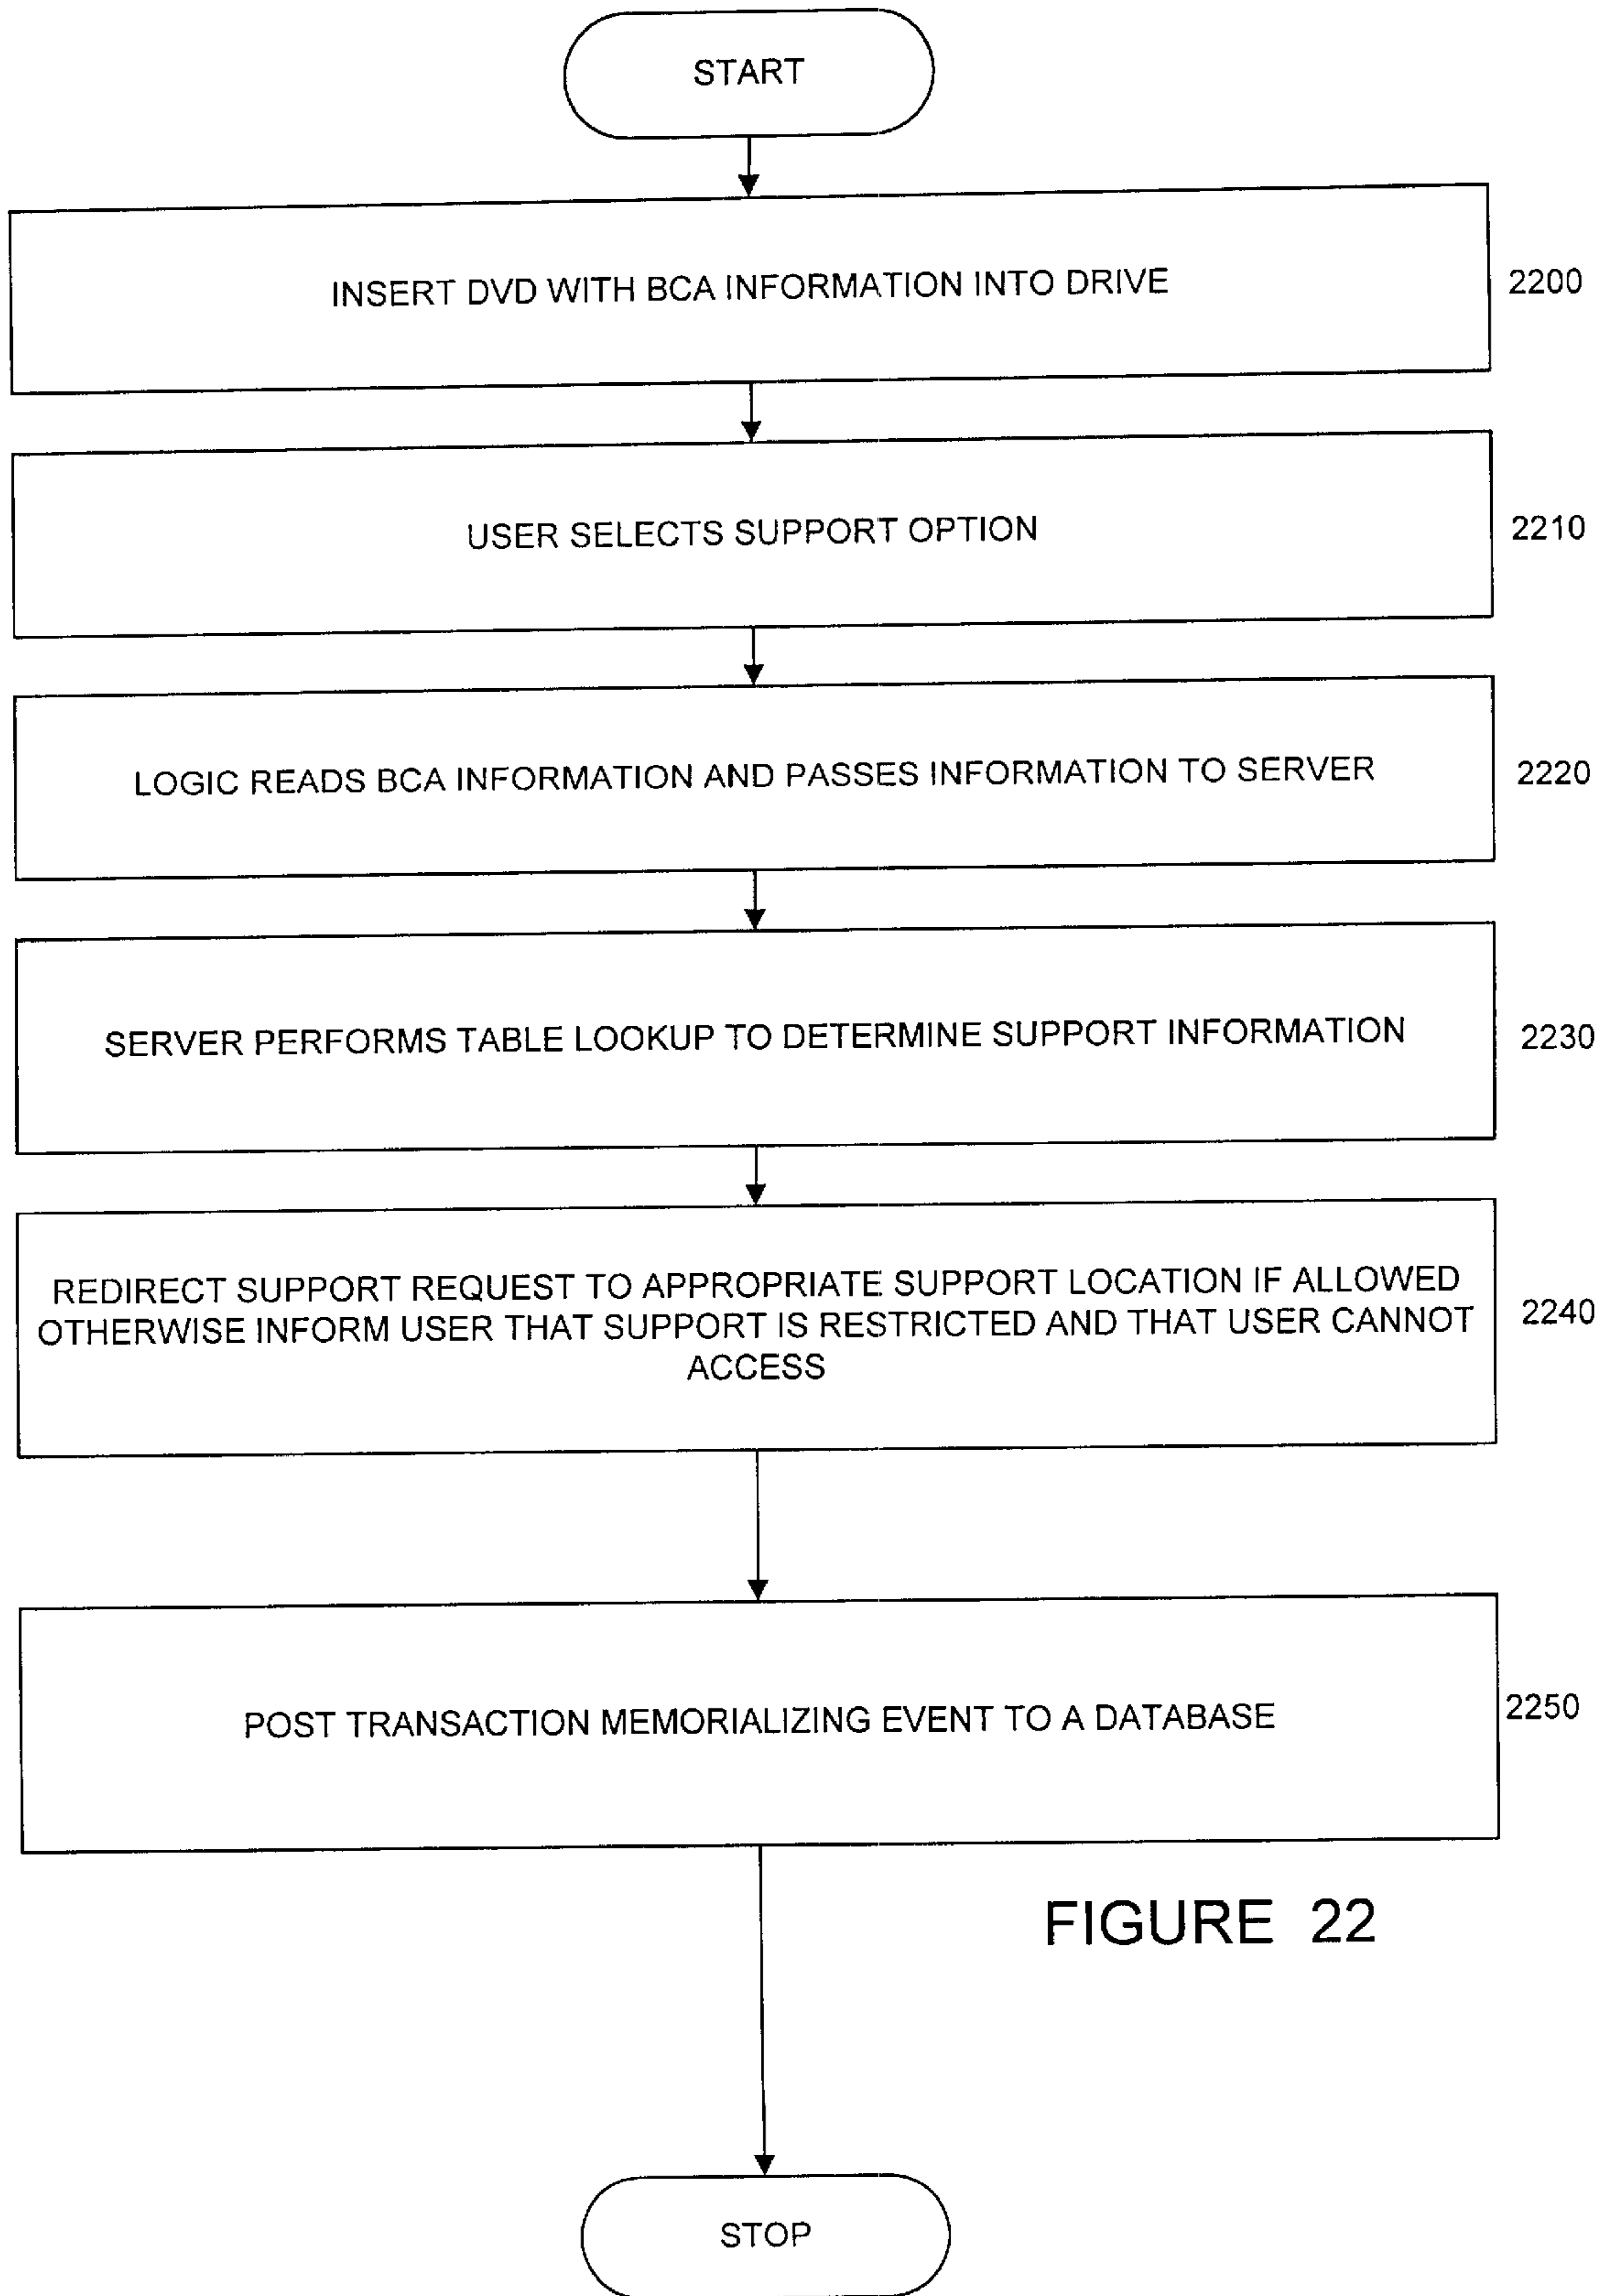 START
INSERT DVD WITH BCA INFORMATION INTO DRIVE
2200
USER SELECTS SUPPORT OPTION
2210
LOGIC READS BCA INFORMATION AND PASSES INFORMATION TO SERVER
2220
SERVER PERFORMS TABLE LOOKUP TO DETERMINE SUPPORT INFORMATION
2230
REDIRECT SUPPORT REQUEST TO APPROPRIATE SUPPORT LOCATION IF ALLOWED
OTHERWISE INFORM USER THAT SUPPORT IS RESTRICTED AND THAT USER CANNOT
ACCESS
2240
POST TRANSACTION MEMORIALIZING EVENT TO A DATABASE
2250
FIGURE 22
STOP